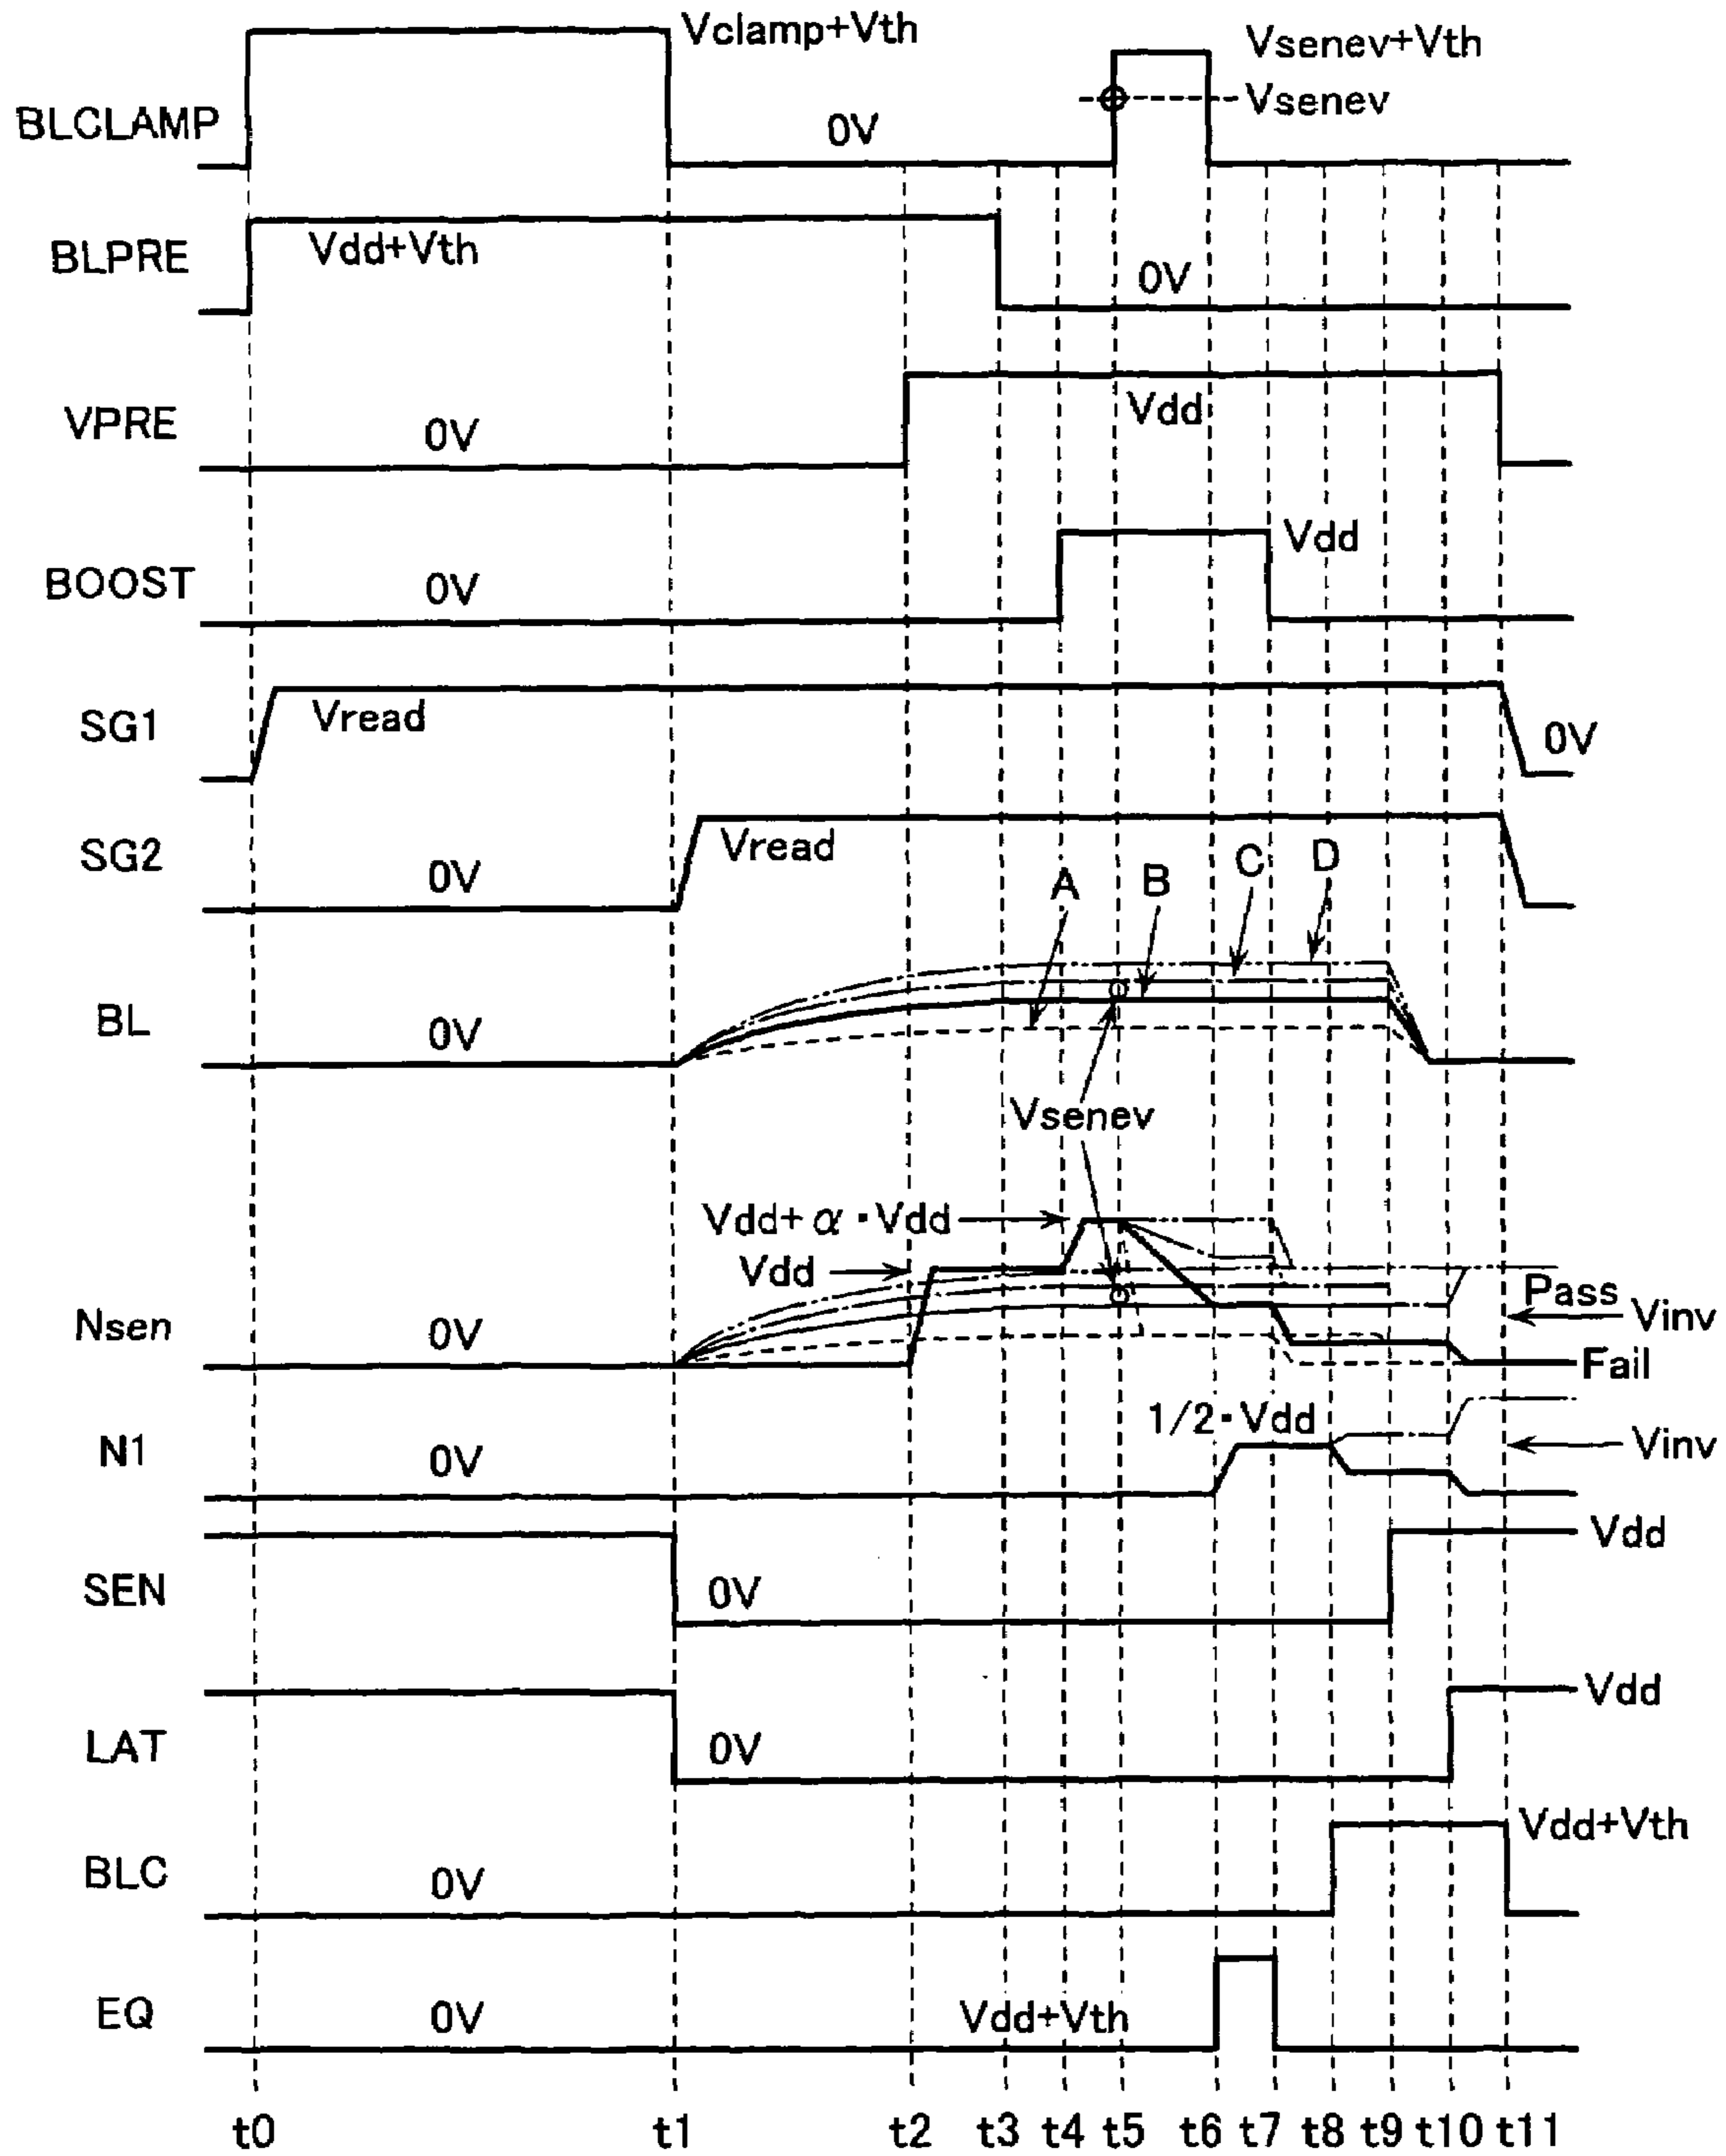 Vclamp+Vth
Vsenev+Vth
Vsenev
BLCLAMP
0V
BLPRE
Vdd+Vth
0V
VPRE
0V
Vdd
BOOST
0V
Vdd
SG1
Vread
0V
SG2
0V
Vread
A
B
C
D
BL
0V
Vsenev
Vdd+α・Vdd
Vdd
Nsen
0V
Pass
Vinv
Fail
N1
0V
1/2・Vdd
Vinv
SEN
0V
Vdd
LAT
0V
Vdd
BLC
0V
Vdd+Vth
EQ
0V
Vdd+Vth
t0 t1 t2 t3 t4 t5 t6 t7 t8 t9 t10 t11